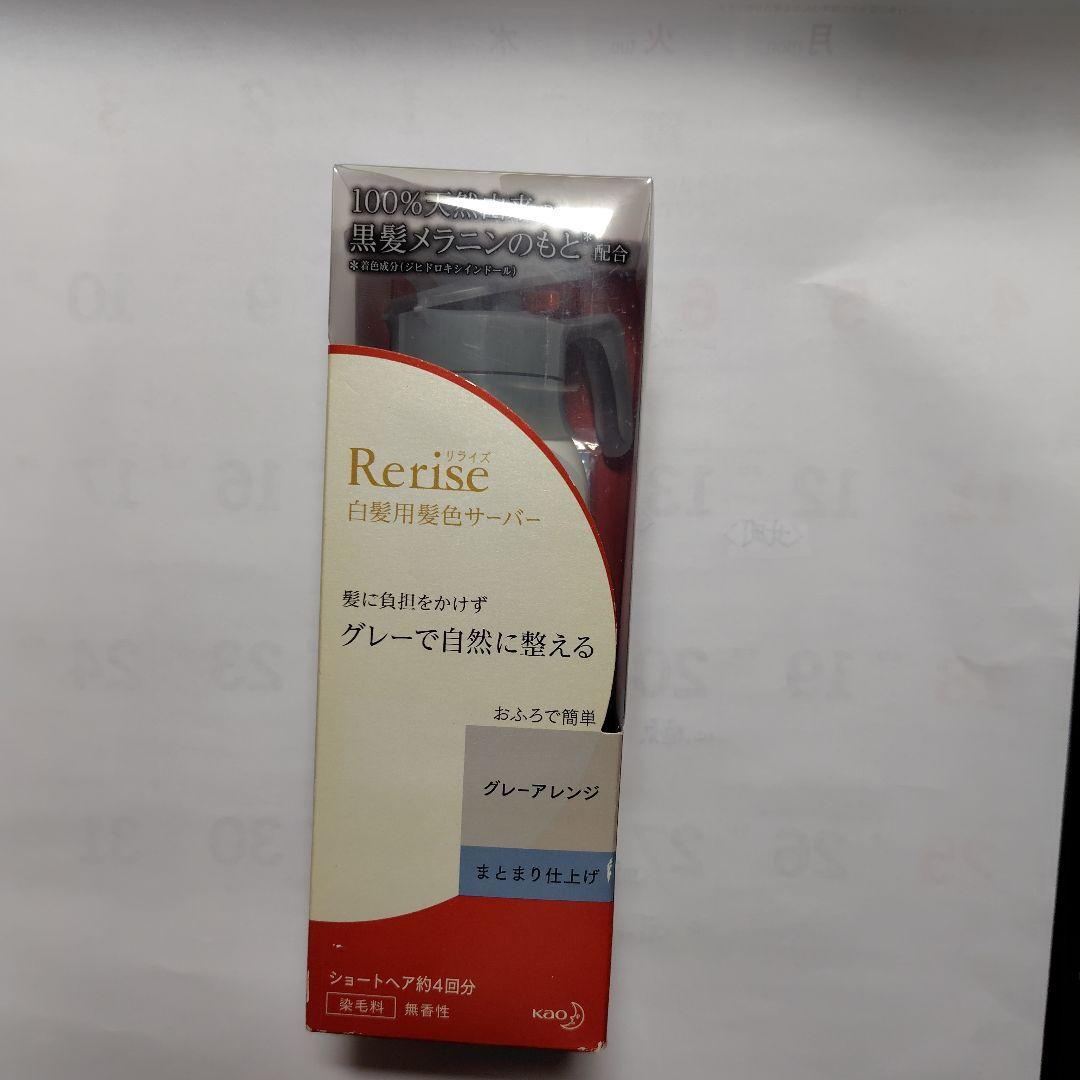 100%天然由来の
黒髪メラニンのもと*配合
*着色成分(ジヒドロキシインドール)
リライズ
Rerise
白髪用髪色サーバー
髪に負担をかけず
グレーで自然に整える
おふろで簡単
グレーアレンジ
まとまり仕上げ
ショートヘア約4回分
染毛料 無香性
Kao